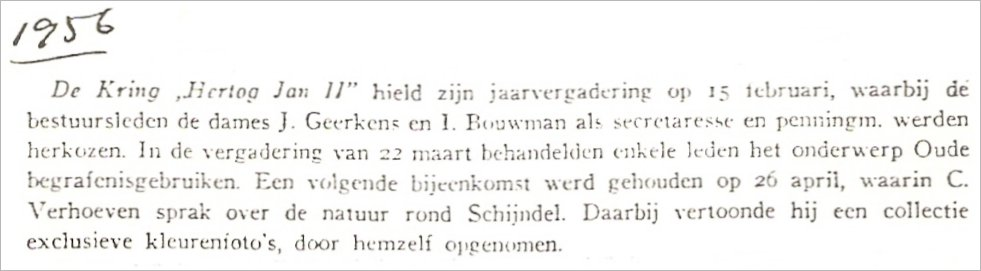 1956
De Kring „Hertog Jan II” hield zijn jaarvergadering op 15 februari, waarbij de
bestuursleden de dames J. Geerkens en I. Bouwman als secretaresse en penningm. werden
herkozen. In de vergadering van 22 maart behandelden enkele leden het onderwerp Oude
begrafenisgebruiken. Een volgende bijeenkomst werd gehouden op 26 april, waarin C.
Verhoeven sprak over de natuur rond Schijndel. Daarbij vertoonde hij een collectie
exclusieve kleurenfoto's, door hemzelf opgenomen.